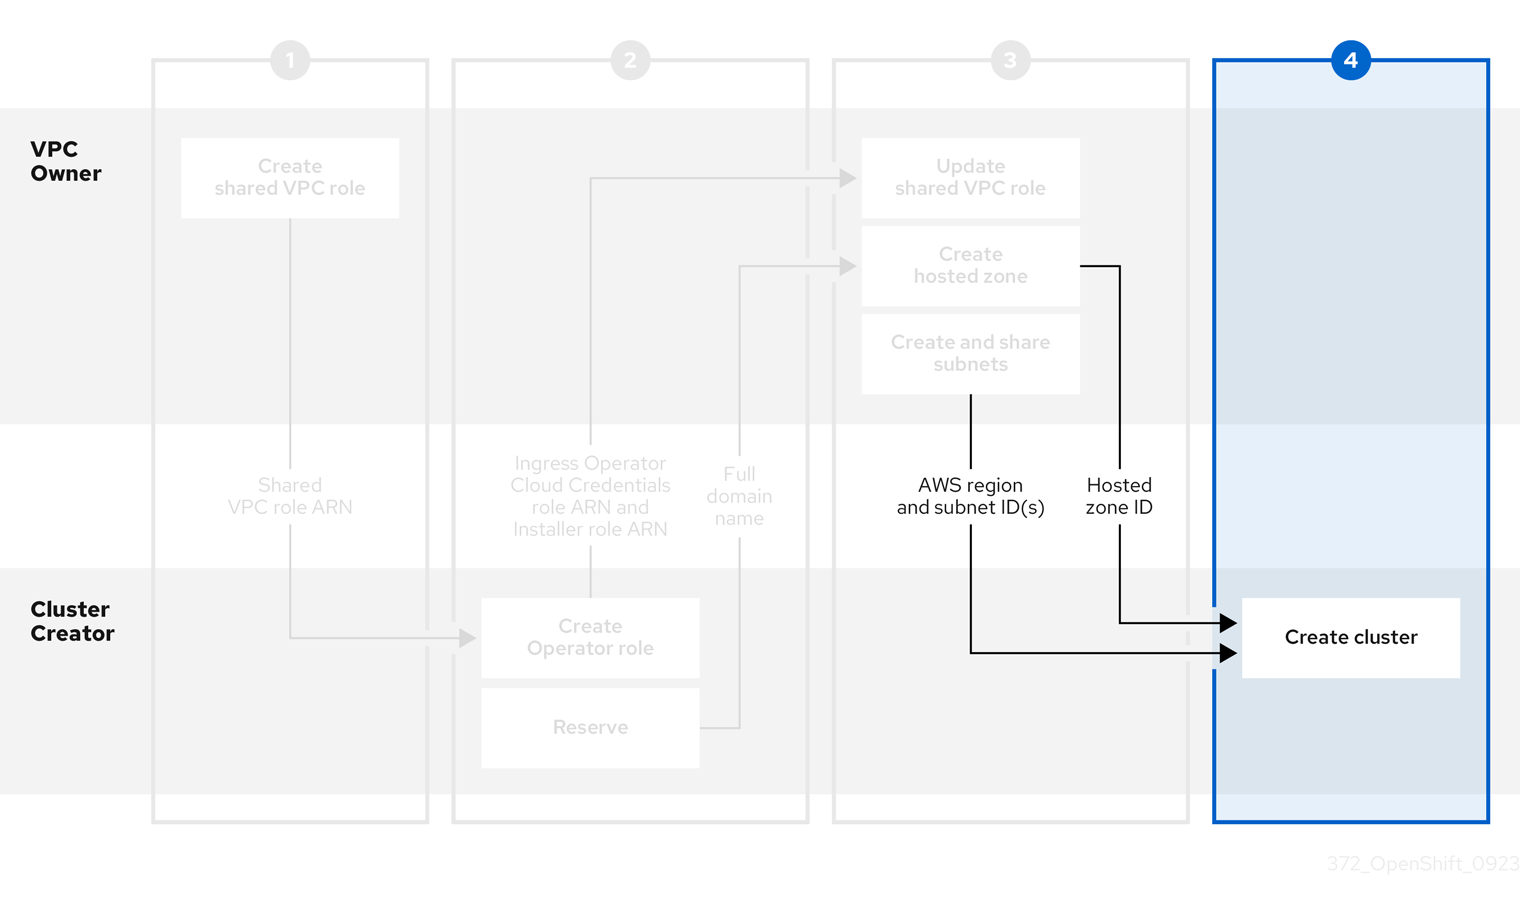 1
2
3
4
VPC
Owner
Create
shared VPC role
Update
shared VPC role
Create
hosted zone
Create and share
subnets
Shared
VPC role ARN
Ingress Operator
Cloud Credentials
role ARN and
Installer role ARN
Full
domain
name
AWS region
and subnet ID(s)
Hosted
zone ID
Cluster
Creator
Create
Operator role
Reserve
Create cluster
372_OpenShift_0923